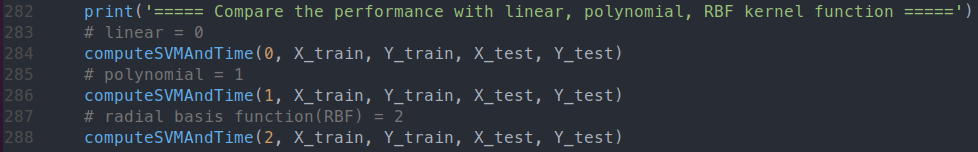 282 print('===== Compare the performance with linear, polynomial, RBF kernel function =====')
283 # linear = 0
284 computeSVMAndTime(0, X_train, Y_train, X_test, Y_test)
285 # polynomial = 1
286 computeSVMAndTime(1, X_train, Y_train, X_test, Y_test)
287 # radial basis function(RBF) = 2
288 computeSVMAndTime(2, X_train, Y_train, X_test, Y_test)